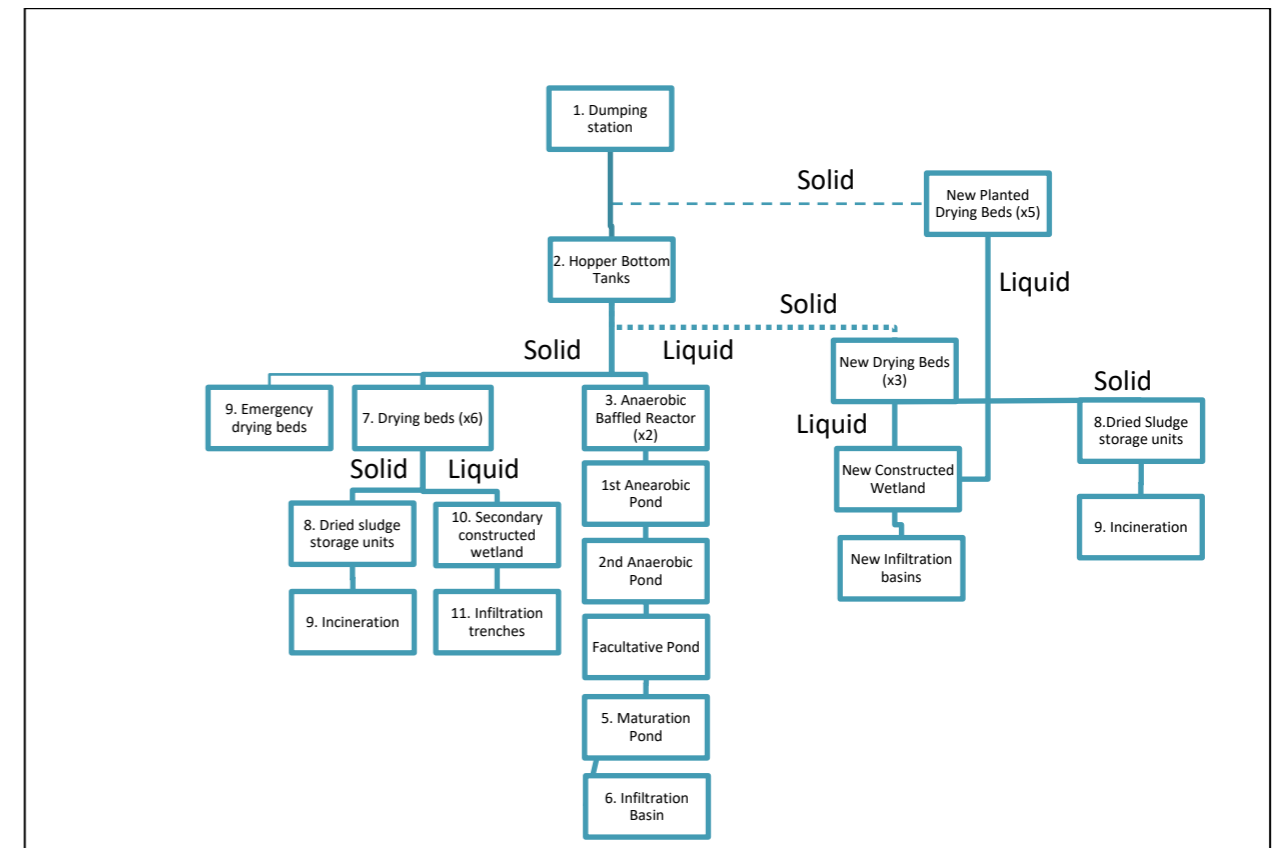 1. Dumping
station
Solid
New Planted
Drying Beds (x5)
2. Hopper Bottom
Tanks
Liquid
Solid
Solid
Liquid
New Drying Beds
(x3)
Solid
9. Emergency
drying beds
7. Drying beds (x6)
3. Anaerobic
Baffled Reactor
(x2)
Liquid
8.Dried Sludge
storage units
Solid
Liquid
1st Anearobic
Pond
New Constructed
Wetland
8. Dried sludge
storage units
10. Secondary
constructed
wetland
9. Incineration
2nd Anaerobic
Pond
New Infiltration
basins
9. Incineration
11. Infiltration
trenches
Facultative Pond
5. Maturation
Pond
6. Infiltration
Basin